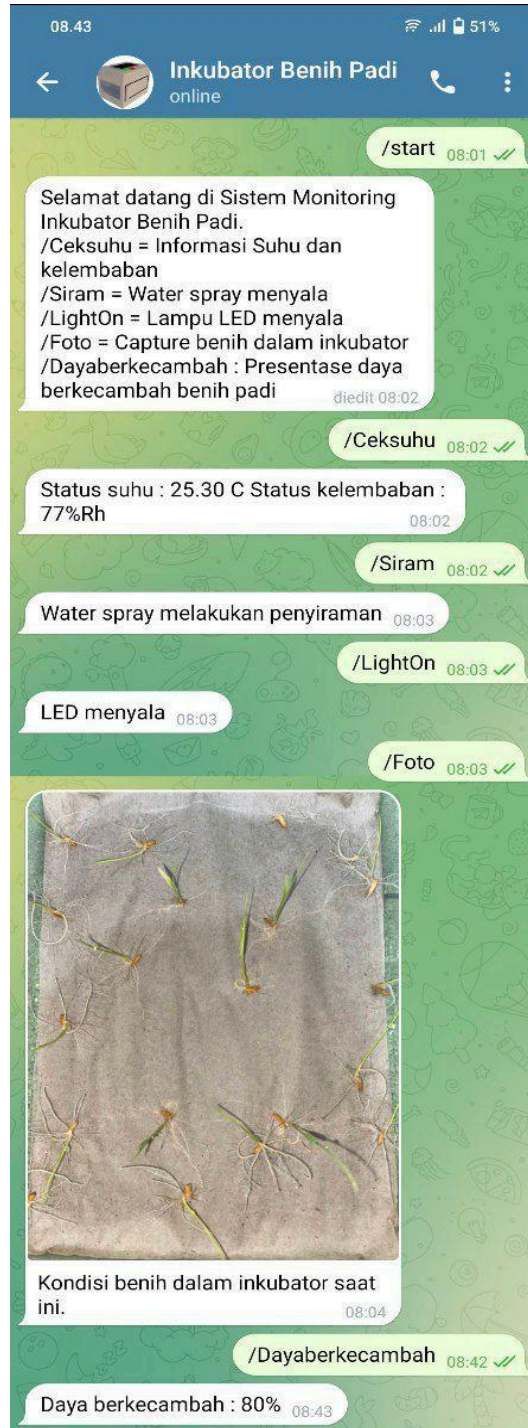 08.43
51%
Inkubator Benih Padi
online
/start 08:01
Selamat datang di Sistem Monitoring
Inkubator Benih Padi.
/Ceksuhu = Informasi Suhu dan
kelembaban
/Siram = Water spray menyala
/LightOn = Lampu LED menyala
/Foto = Capture benih dalam inkubator
/Dayaberkecambah : Presentase daya
berkecambah benih padi diedit 08:02
/Ceksuhu 08:02
Status suhu : 25.30 C Status kelembaban :
77%Rh 08:02
/Siram 08:02
Water spray melakukan penyiraman 08:03
/LightOn 08:03
LED menyala 08:03
/Foto 08:03
Kondisi benih dalam inkubator saat
ini. 08:04
/Dayaberkecambah 08:42
Daya berkecambah : 80% 08:43